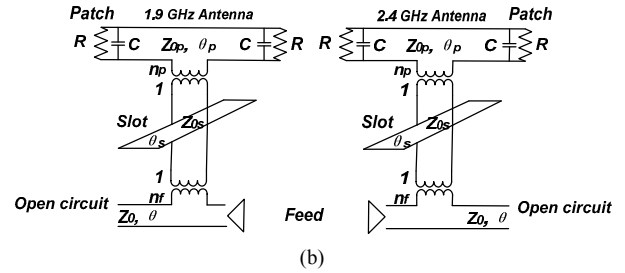 Patch 1.9 GHz Antenna 2.4 GHz Antenna Patch
R C Z0p, θp C R R C Z0p, θp C R
np np
1 1
Slot Z0s Slot Z0s
θs θs
1 1
nf nf
Open circuit Z0, θ Feed Z0, θ Open circuit
(b)